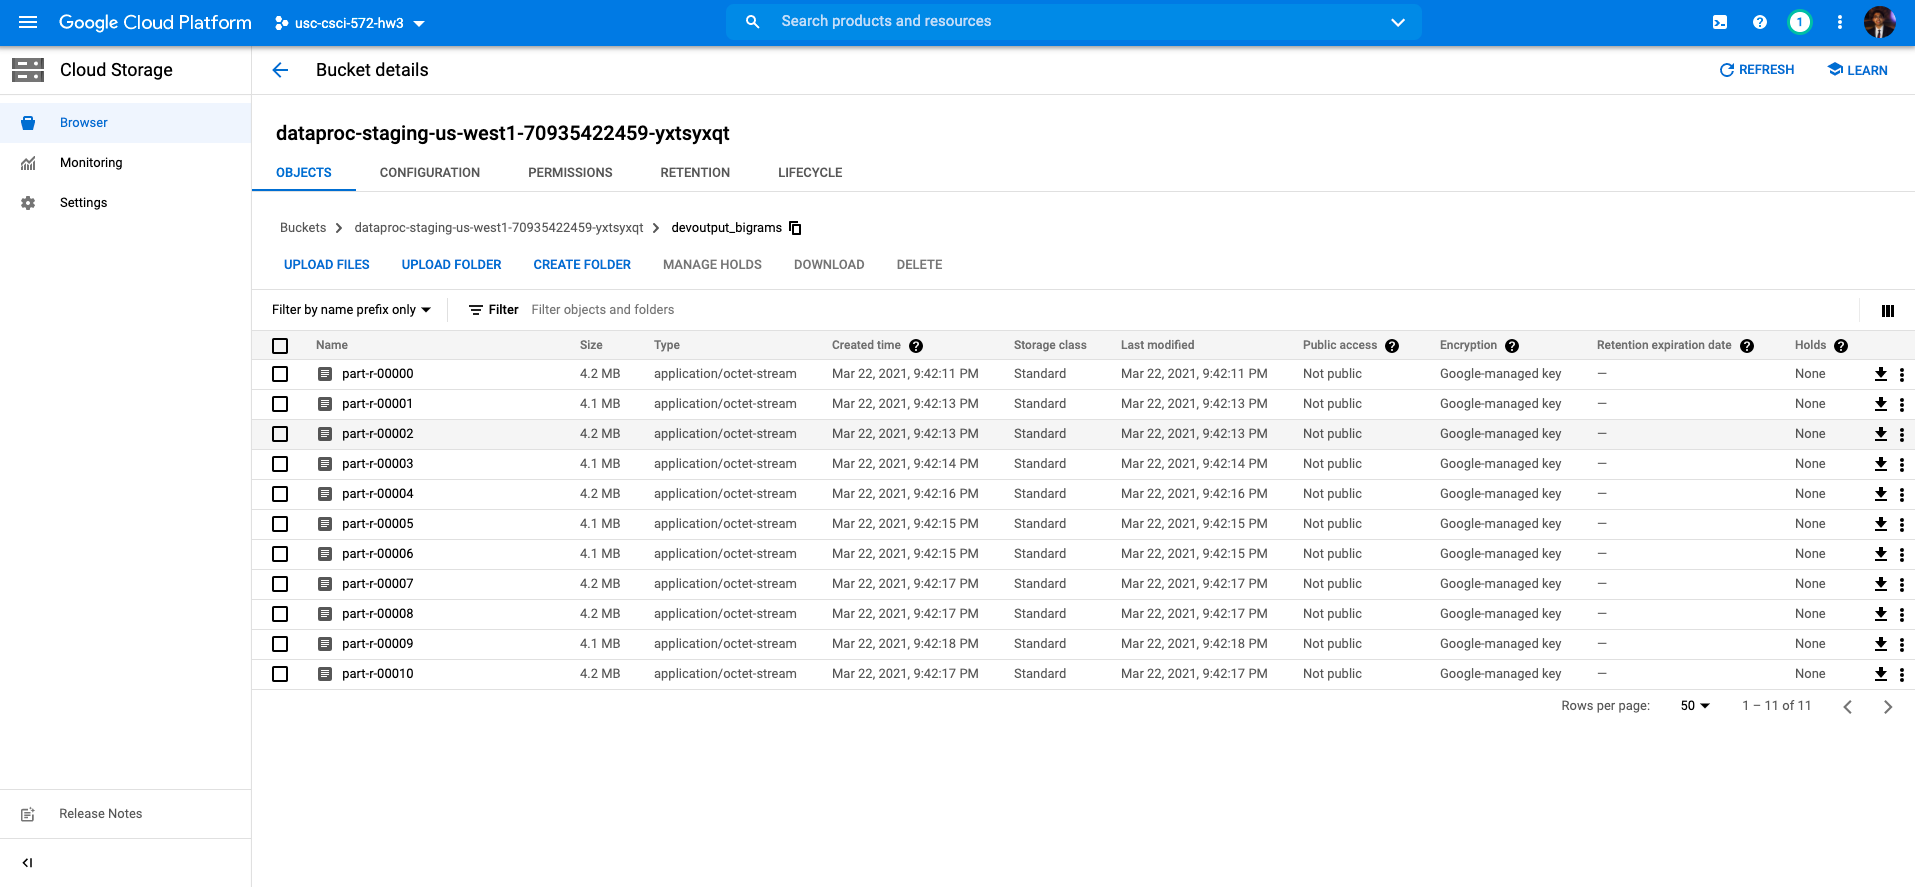 Google Cloud Platform usc-csci-572-hw3 Search products and resources 1
Cloud Storage Bucket details REFRESH LEARN
Browser
Monitoring
Settings
dataproc-staging-us-west1-70935422459-yxtsyxqt
OBJECTS CONFIGURATION PERMISSIONS RETENTION LIFECYCLE
Buckets > dataproc-staging-us-west1-70935422459-yxtsyxqt > devoutput_bigrams
UPLOAD FILES UPLOAD FOLDER CREATE FOLDER MANAGE HOLDS DOWNLOAD DELETE
Filter by name prefix only Filter Filter objects and folders
Name Size Type Created time Storage class Last modified Public access Encryption Retention expiration date Holds
part-r-00000 4.2 MB application/octet-stream Mar 22, 2021, 9:42:11 PM Standard Mar 22, 2021, 9:42:11 PM Not public Google-managed key — None
part-r-00001 4.1 MB application/octet-stream Mar 22, 2021, 9:42:13 PM Standard Mar 22, 2021, 9:42:13 PM Not public Google-managed key — None
part-r-00002 4.2 MB application/octet-stream Mar 22, 2021, 9:42:13 PM Standard Mar 22, 2021, 9:42:13 PM Not public Google-managed key — None
part-r-00003 4.1 MB application/octet-stream Mar 22, 2021, 9:42:14 PM Standard Mar 22, 2021, 9:42:14 PM Not public Google-managed key — None
part-r-00004 4.2 MB application/octet-stream Mar 22, 2021, 9:42:16 PM Standard Mar 22, 2021, 9:42:16 PM Not public Google-managed key — None
part-r-00005 4.1 MB application/octet-stream Mar 22, 2021, 9:42:15 PM Standard Mar 22, 2021, 9:42:15 PM Not public Google-managed key — None
part-r-00006 4.1 MB application/octet-stream Mar 22, 2021, 9:42:15 PM Standard Mar 22, 2021, 9:42:15 PM Not public Google-managed key — None
part-r-00007 4.2 MB application/octet-stream Mar 22, 2021, 9:42:17 PM Standard Mar 22, 2021, 9:42:17 PM Not public Google-managed key — None
part-r-00008 4.2 MB application/octet-stream Mar 22, 2021, 9:42:17 PM Standard Mar 22, 2021, 9:42:17 PM Not public Google-managed key — None
part-r-00009 4.1 MB application/octet-stream Mar 22, 2021, 9:42:18 PM Standard Mar 22, 2021, 9:42:18 PM Not public Google-managed key — None
part-r-00010 4.2 MB application/octet-stream Mar 22, 2021, 9:42:17 PM Standard Mar 22, 2021, 9:42:17 PM Not public Google-managed key — None
Rows per page: 50 1 – 11 of 11
Release Notes